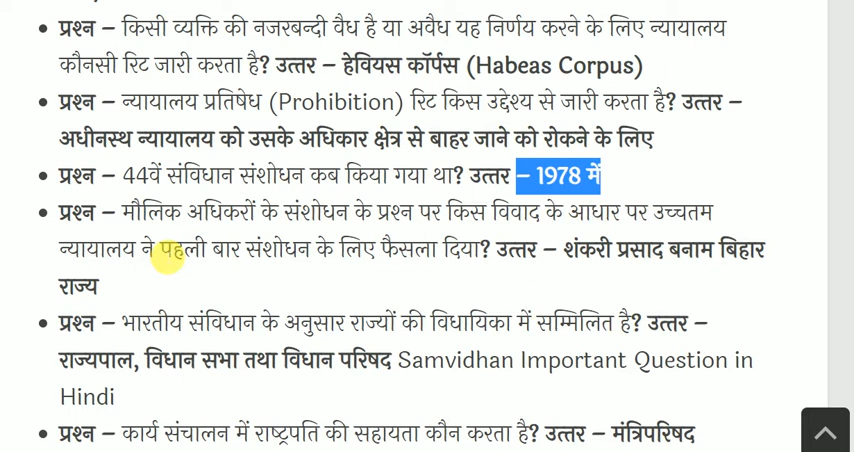 प्रश्न – किसी व्यक्ति की नजरबन्दी वैध है या अवैध यह निर्णय करने के लिए न्यायालय
कौनसी रिट जारी करता है? उत्तर – हेवियस कॉर्पस (Habeas Corpus)
प्रश्न – न्यायालय प्रतिषेध (Prohibition) रिट किस उद्देश्य से जारी करता है? उत्तर –
अधीनस्थ न्यायालय को उसके अधिकार क्षेत्र से बाहर जाने को रोकने के लिए
प्रश्न – 44वें संविधान संशोधन कब किया गया था? उत्तर – 1978 में
प्रश्न – मौलिक अधिकरों के संशोधन के प्रश्न पर किस विवाद के आधार पर उच्चतम
न्यायालय ने पहली बार संशोधन के लिए फैसला दिया? उत्तर – शंकरी प्रसाद बनाम बिहार
राज्य
प्रश्न – भारतीय संविधान के अनुसार राज्यों की विधायिका में सम्मिलित है? उत्तर –
राज्यपाल, विधान सभा तथा विधान परिषद Samvidhan Important Question in
Hindi
प्रश्न – कार्य संचालन में राष्ट्रपति की सहायता कौन करता है? उत्तर – मंत्रिपरिषद